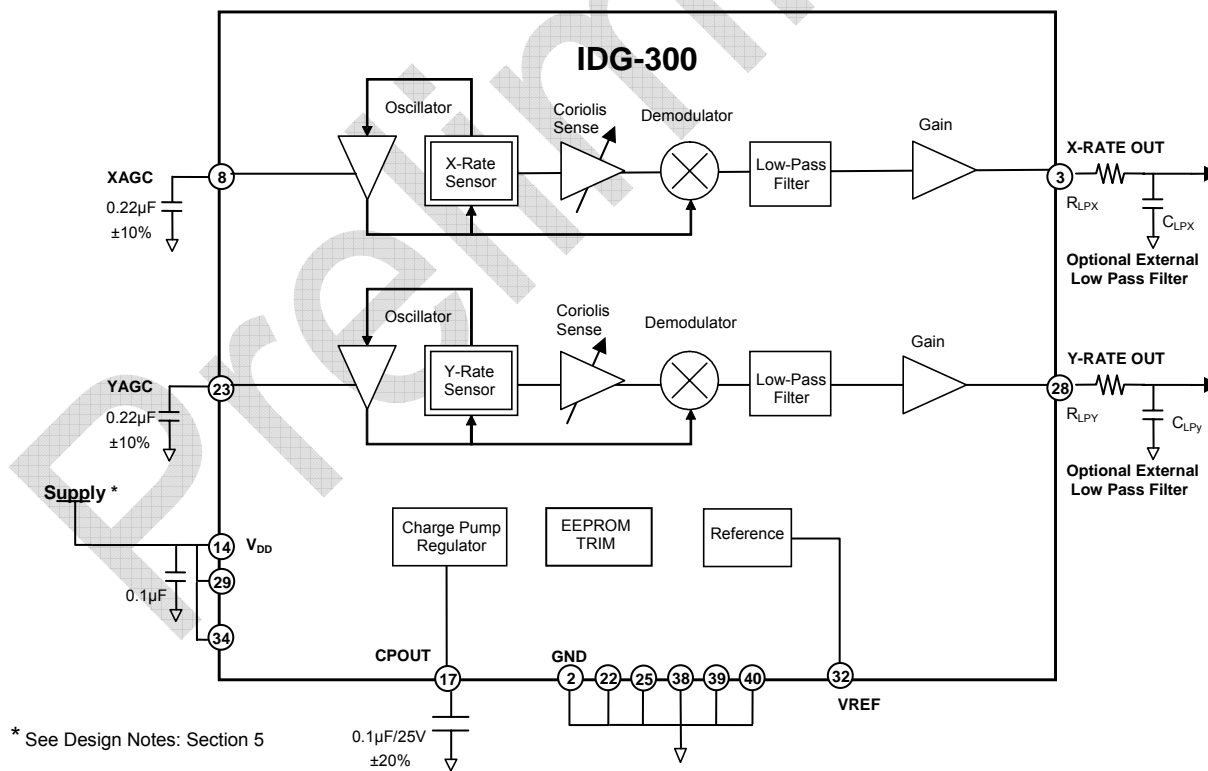 IDG-300
Oscillator
Coriolis
Sense
Demodulator
Gain
X-Rate
Sensor
Low-Pass
Filter
XAGC
8
0.22µF
±10%
X-RATE OUT
3
R_LPX
C_LPX
Optional External
Low Pass Filter
Oscillator
Coriolis
Sense
Demodulator
Gain
Y-Rate
Sensor
Low-Pass
Filter
YAGC
23
0.22µF
±10%
Y-RATE OUT
28
R_LPY
C_LPy
Optional External
Low Pass Filter
Supply *
14
V_DD
29
34
0.1µF
Charge Pump
Regulator
EEPROM
TRIM
Reference
CPOUT
17
0.1µF/25V
±20%
GND
2 22 25 38 39 40
32
VREF
* See Design Notes: Section 5
Prelim